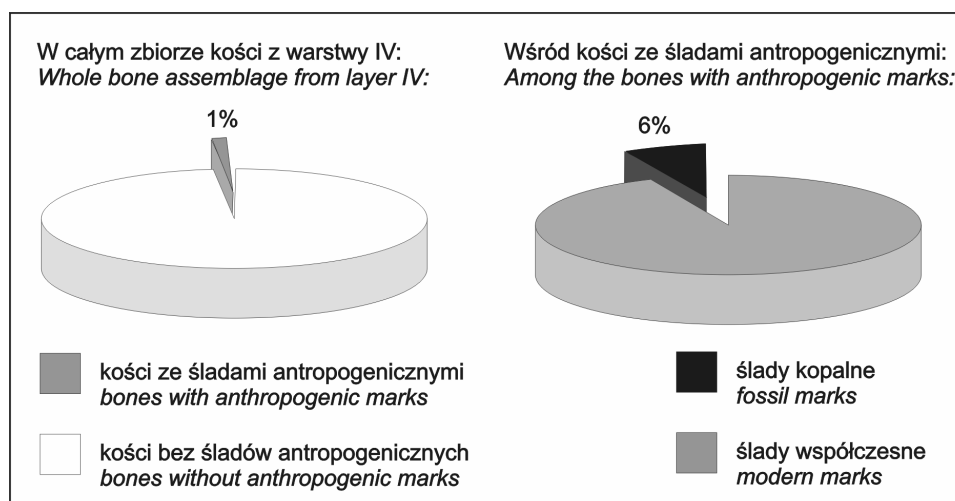 W całym zbiorze kości z warstwy IV:
Whole bone assemblage from layer IV:
1%
kości ze śladami antropogenicznymi
bones with anthropogenic marks
kości bez śladów antropogenicznych
bones without anthropogenic marks
Wśród kości ze śladami antropogenicznymi:
Among the bones with anthropogenic marks:
6%
ślady kopalne
fossil marks
ślady współczesne
modern marks